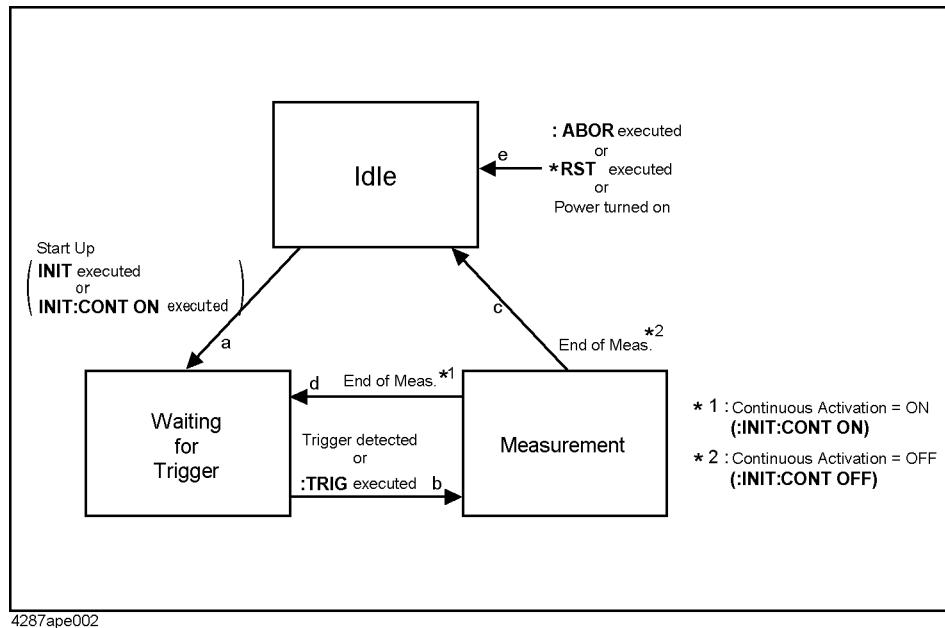 Idle
: ABOR executed
or
e
*RST executed
or
Power turned on
Start Up
INIT executed
or
INIT:CONT ON executed
a
c
End of Meas.*2
d
End of Meas.*1
Waiting
for
Trigger
Trigger detected
or
:TRIG executed b
Measurement
*1 : Continuous Activation = ON
(:INIT:CONT ON)
*2 : Continuous Activation = OFF
(:INIT:CONT OFF)
4287ape002